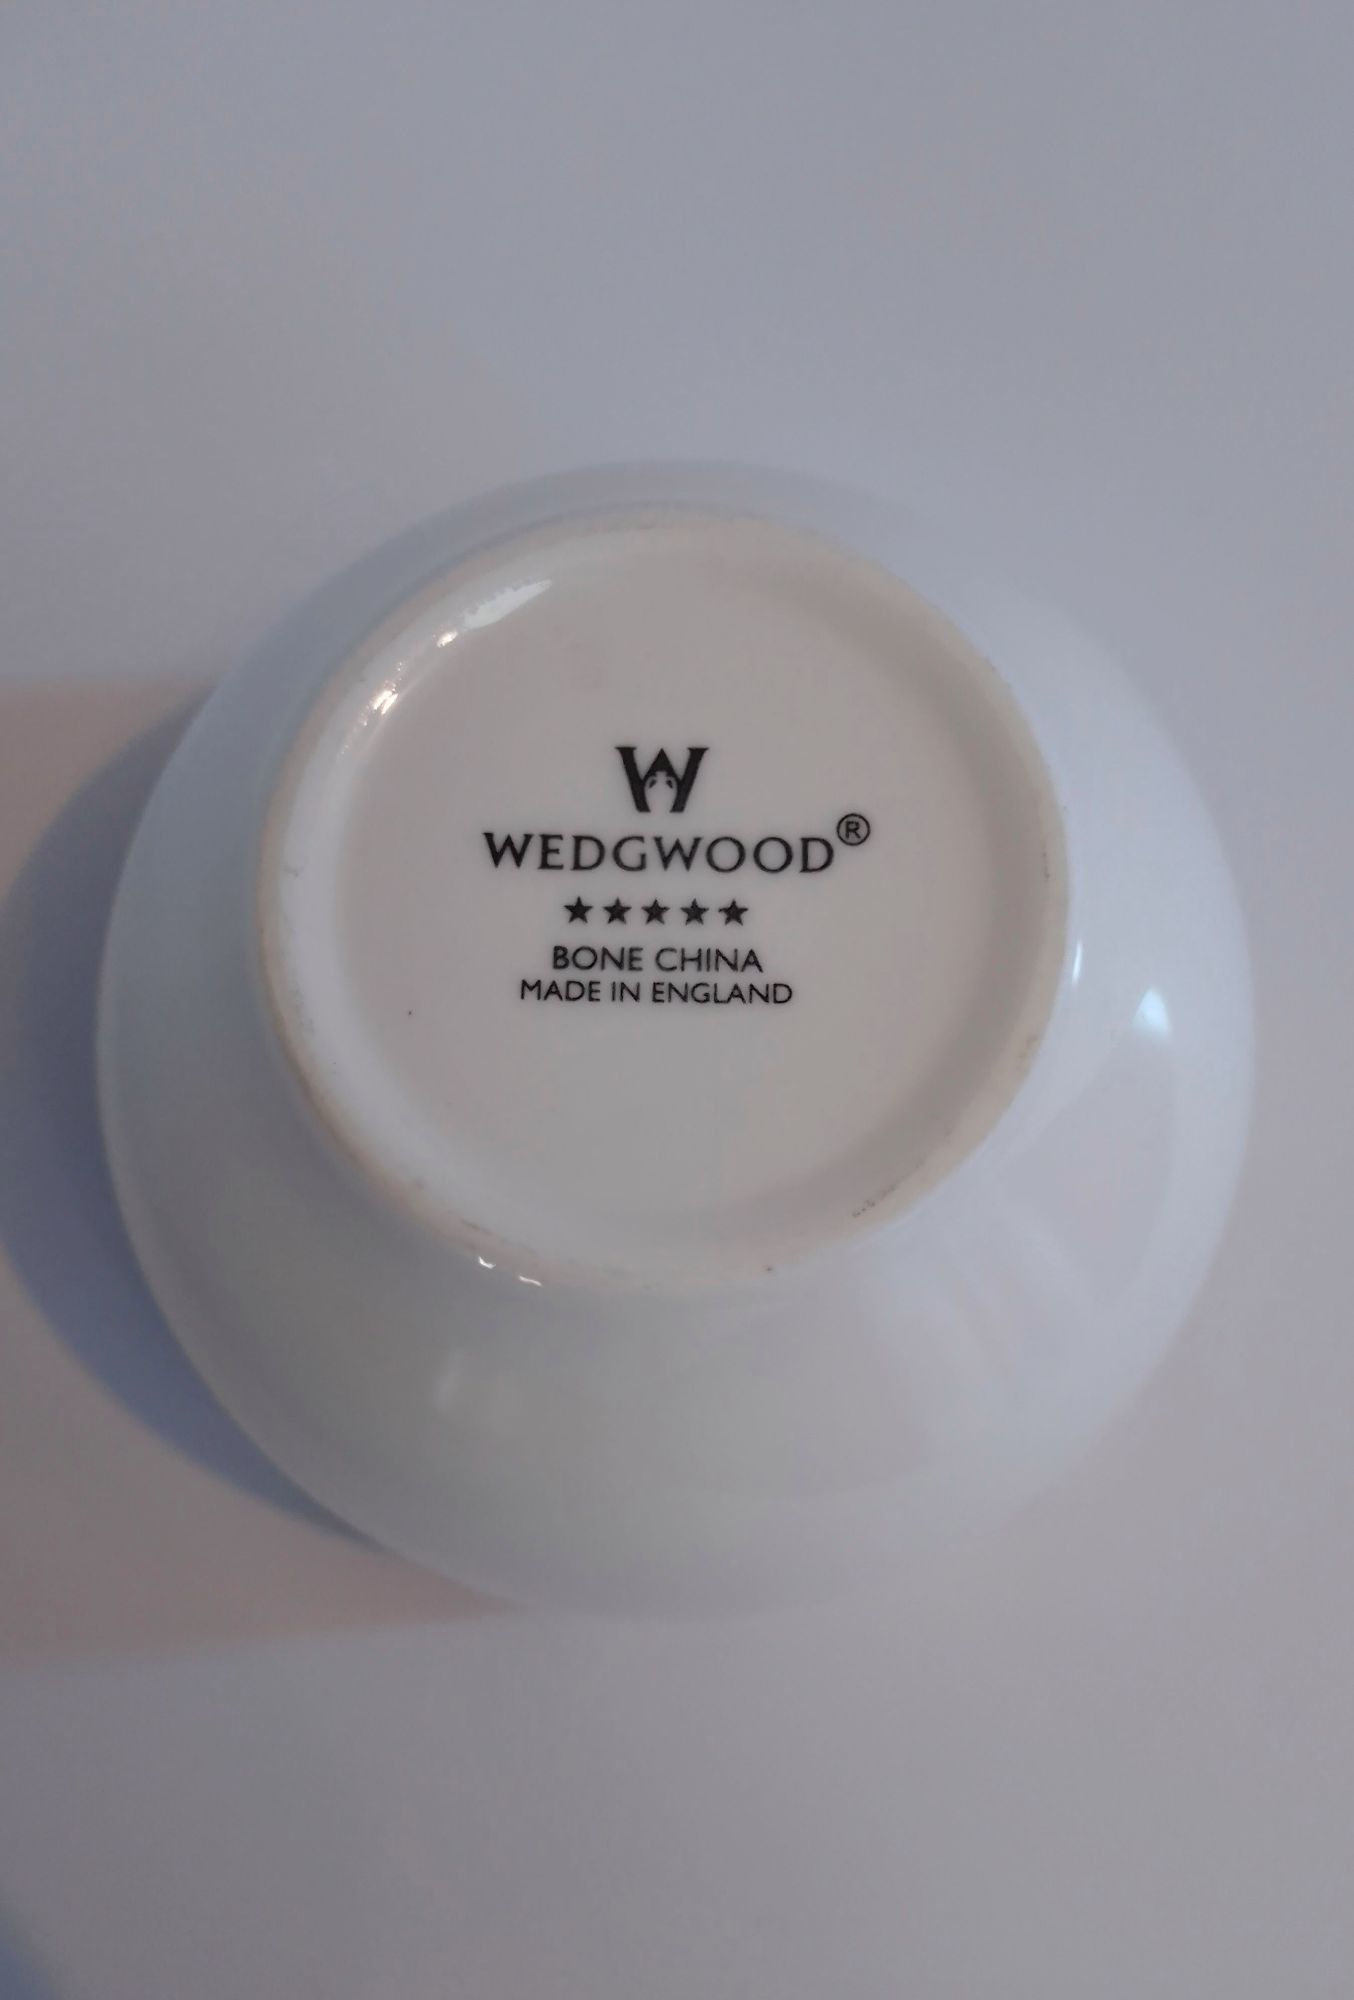 W
WEDGWOOD®
★★★★★
BONE CHINA
MADE IN ENGLAND